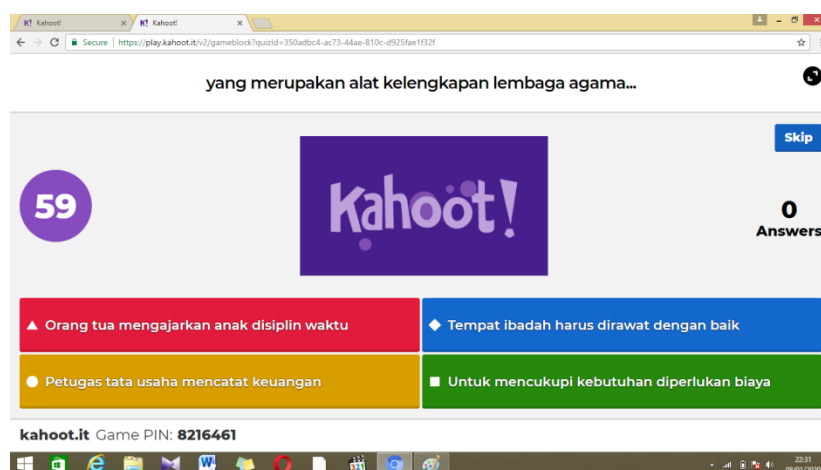 K! Kahoot!
K! Kahoot!
Secure | https://play.kahoot.it/v2/gameblock?quizId=350adbc4-ac73-44ae-810c-d925fae1f32f
yang merupakan alat kelengkapan lembaga agama...
Skip
59
Kahoot!
0
Answers
Orang tua mengajarkan anak disiplin waktu
Tempat ibadah harus dirawat dengan baik
Petugas tata usaha mencatat keuangan
Untuk mencukupi kebutuhan diperlukan biaya
kahoot.it Game PIN: 8216461
22:31